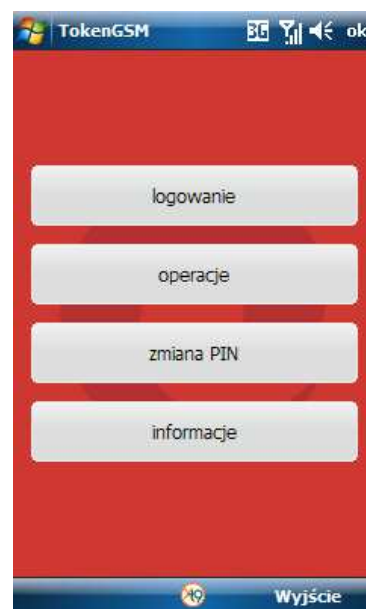 TokenGSM 3G ok
logowanie
operacje
zmiana PIN
informacje
Wyjście